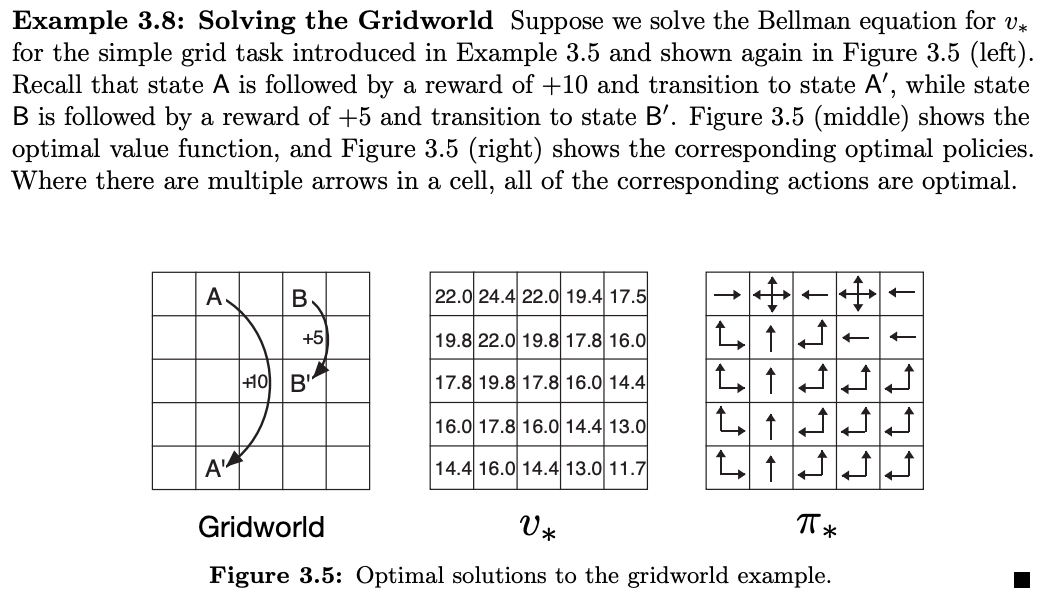 Example 3.8: Solving the Gridworld Suppose we solve the Bellman equation for v∗
for the simple grid task introduced in Example 3.5 and shown again in Figure 3.5 (left).
Recall that state A is followed by a reward of +10 and transition to state A′, while state
B is followed by a reward of +5 and transition to state B′. Figure 3.5 (middle) shows the
optimal value function, and Figure 3.5 (right) shows the corresponding optimal policies.
Where there are multiple arrows in a cell, all of the corresponding actions are optimal.
A B
+5
+10 B'
A'
Gridworld
22.0 24.4 22.0 19.4 17.5
19.8 22.0 19.8 17.8 16.0
17.8 19.8 17.8 16.0 14.4
16.0 17.8 16.0 14.4 13.0
14.4 16.0 14.4 13.0 11.7
v∗
π∗
Figure 3.5: Optimal solutions to the gridworld example.